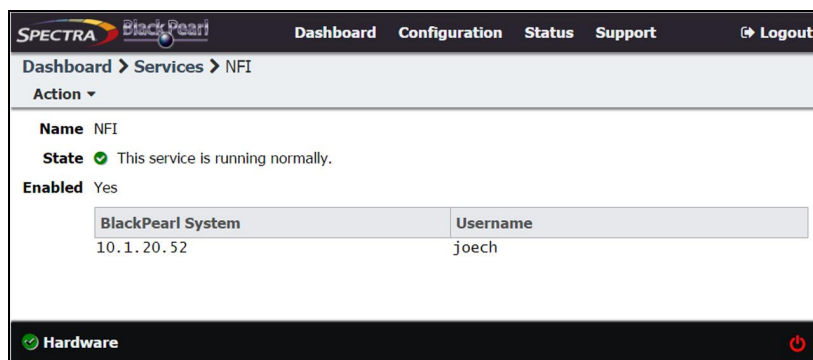 SPECTRA BlackPearl Dashboard Configuration Status Support Logout
Dashboard > Services > NFI
Action
Name NFI
State This service is running normally.
Enabled Yes
BlackPearl System Username
10.1.20.52 joech
Hardware